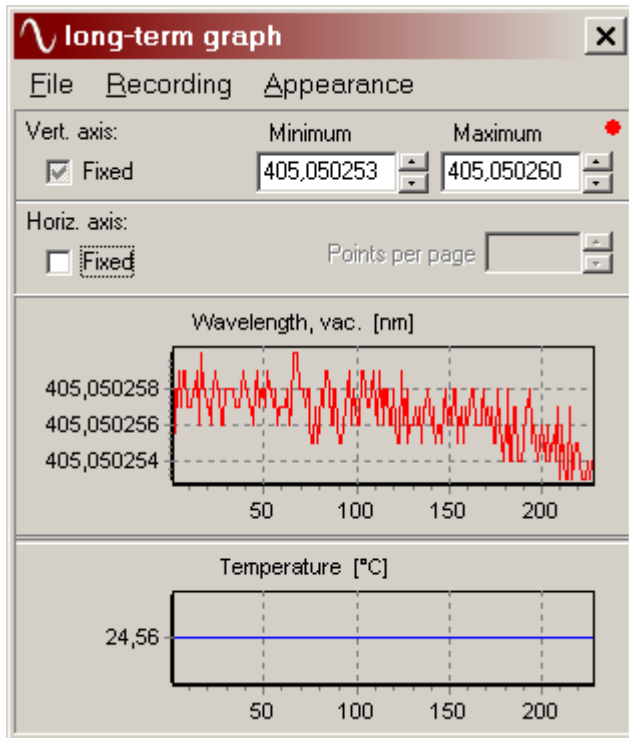 long-term graph
File Recording Appearance
Vert. axis: Minimum Maximum
Fixed 405,050253 405,050260
Horiz. axis:
Fixed Points per page
Wavelength, vac. [nm]
405,050258
405,050256
405,050254
50 100 150 200
Temperature [°C]
24,56
50 100 150 200